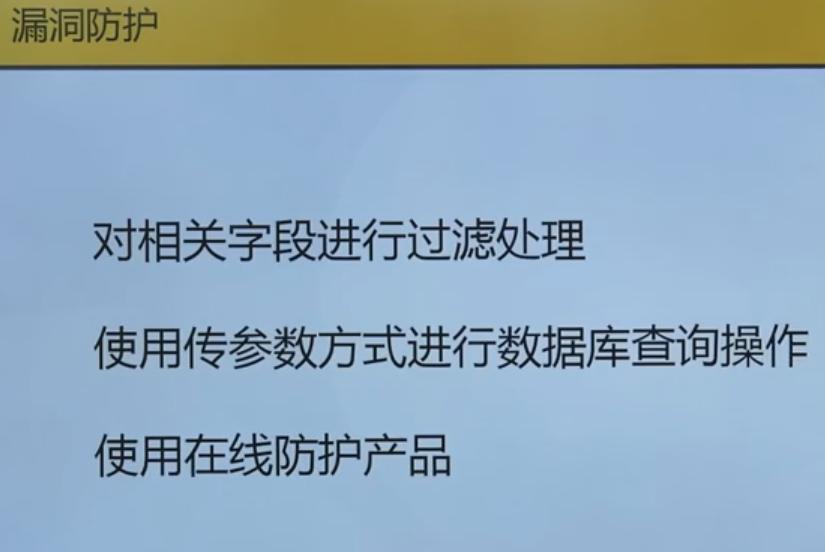 漏洞防护
对相关字段进行过滤处理
使用传参数方式进行数据库查询操作
使用在线防护产品